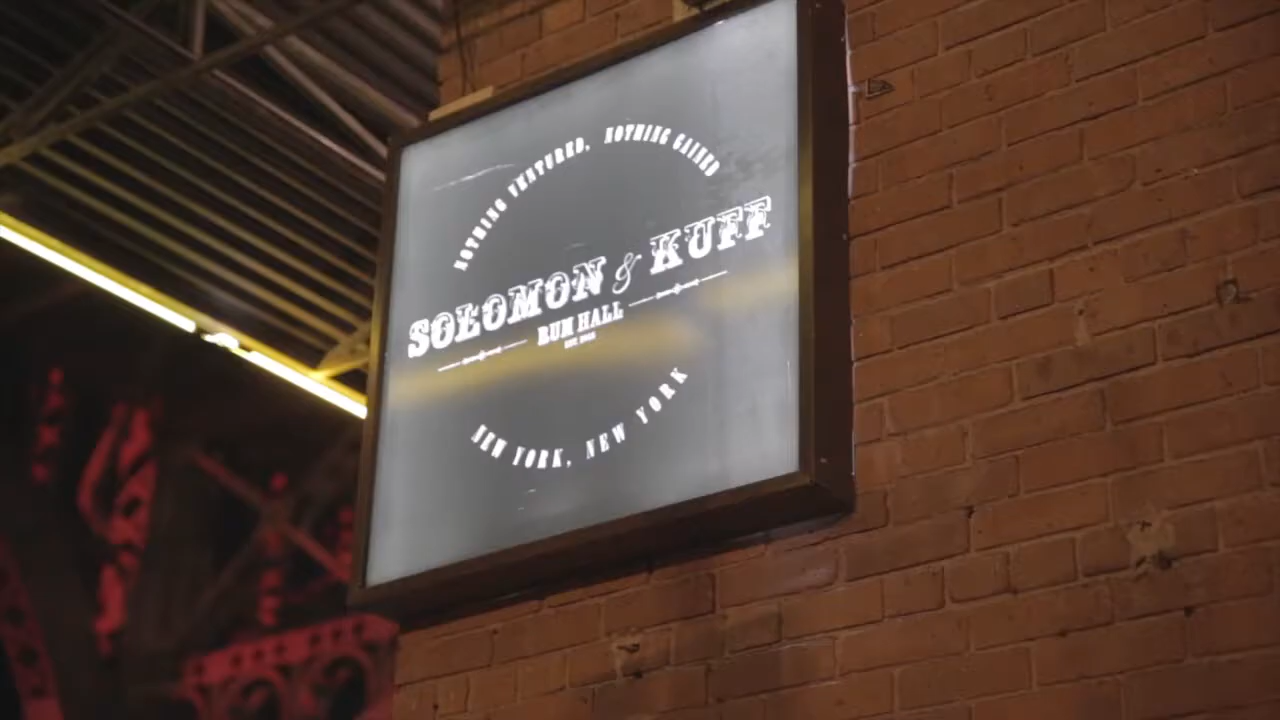 NOTHING VENTURED, NOTHING GAINED
SOLOMON & KUFF
RUM HALL
NEW YORK, NEW YORK